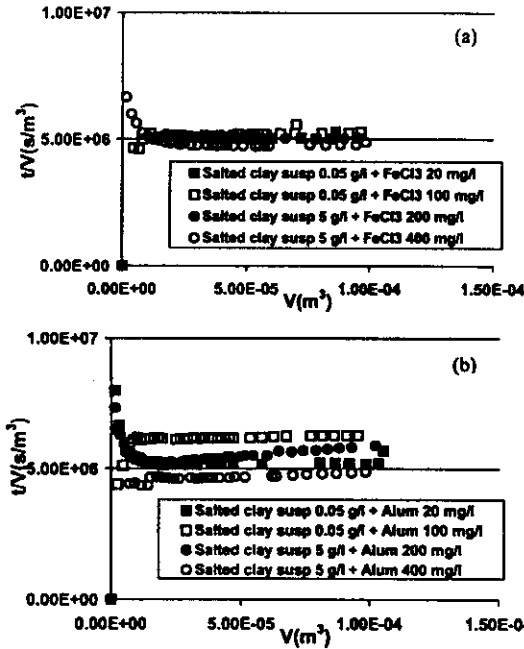 1.00E+07
(a)
t/V(s/m³)
5.00E+06
■ Salted clay susp 0.05 g/l + FeCl3 20 mg/l
□ Salted clay susp 0.05 g/l + FeCl3 100 mg/l
● Salted clay susp 5 g/l + FeCl3 200 mg/l
○ Salted clay susp 5 g/l + FeCl3 400 mg/l
0.00E+00
0.00E+00 5.00E-05 1.00E-04 1.50E-04
V(m³)
1.00E+07
(b)
t/V(s/m³)
5.00E+06
■ Salted clay susp 0.05 g/l + Alum 20 mg/l
□ Salted clay susp 0.05 g/l + Alum 100 mg/l
● Salted clay susp 5 g/l + Alum 200 mg/l
○ Salted clay susp 5 g/l + Alum 400 mg/l
0.00E+00
0.00E+00 5.00E-05 1.00E-04 1.50E-0
V(m³)